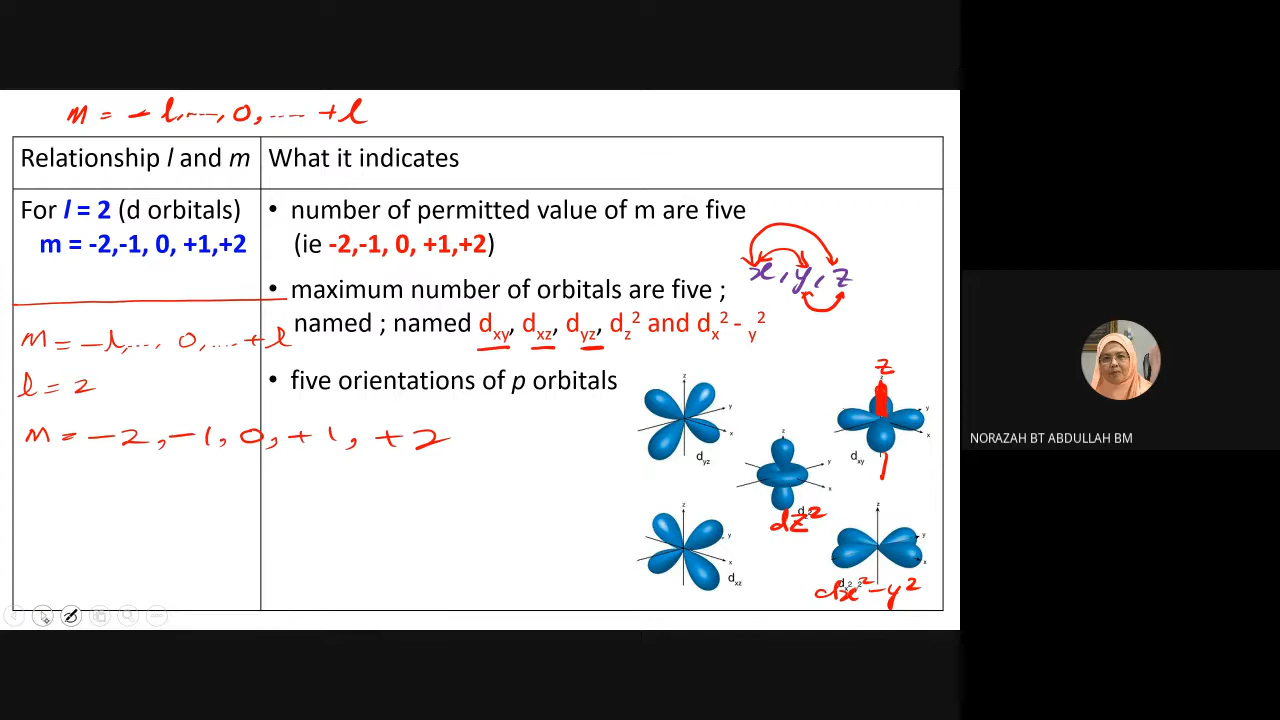 m = - l, ..., 0, .... + l
Relationship l and m
What it indicates
For l = 2 (d orbitals)
m = -2,-1, 0, +1,+2
• number of permitted value of m are five
(ie -2,-1, 0, +1,+2)
x, y, z
• maximum number of orbitals are five ;
named ; named dxy, dxz, dyz, dz2 and dx2 - y2
• five orientations of p orbitals
m = -l, ... 0, ... + l
l = 2
m = -2, -1, 0, +1, +2
z
y
x
dyz
z
y
x
dz2
z
y
x
dxy
z
y
x
dxz
z
y
x
dx2 - y2
NORAZAH BT ABDULLAH BM